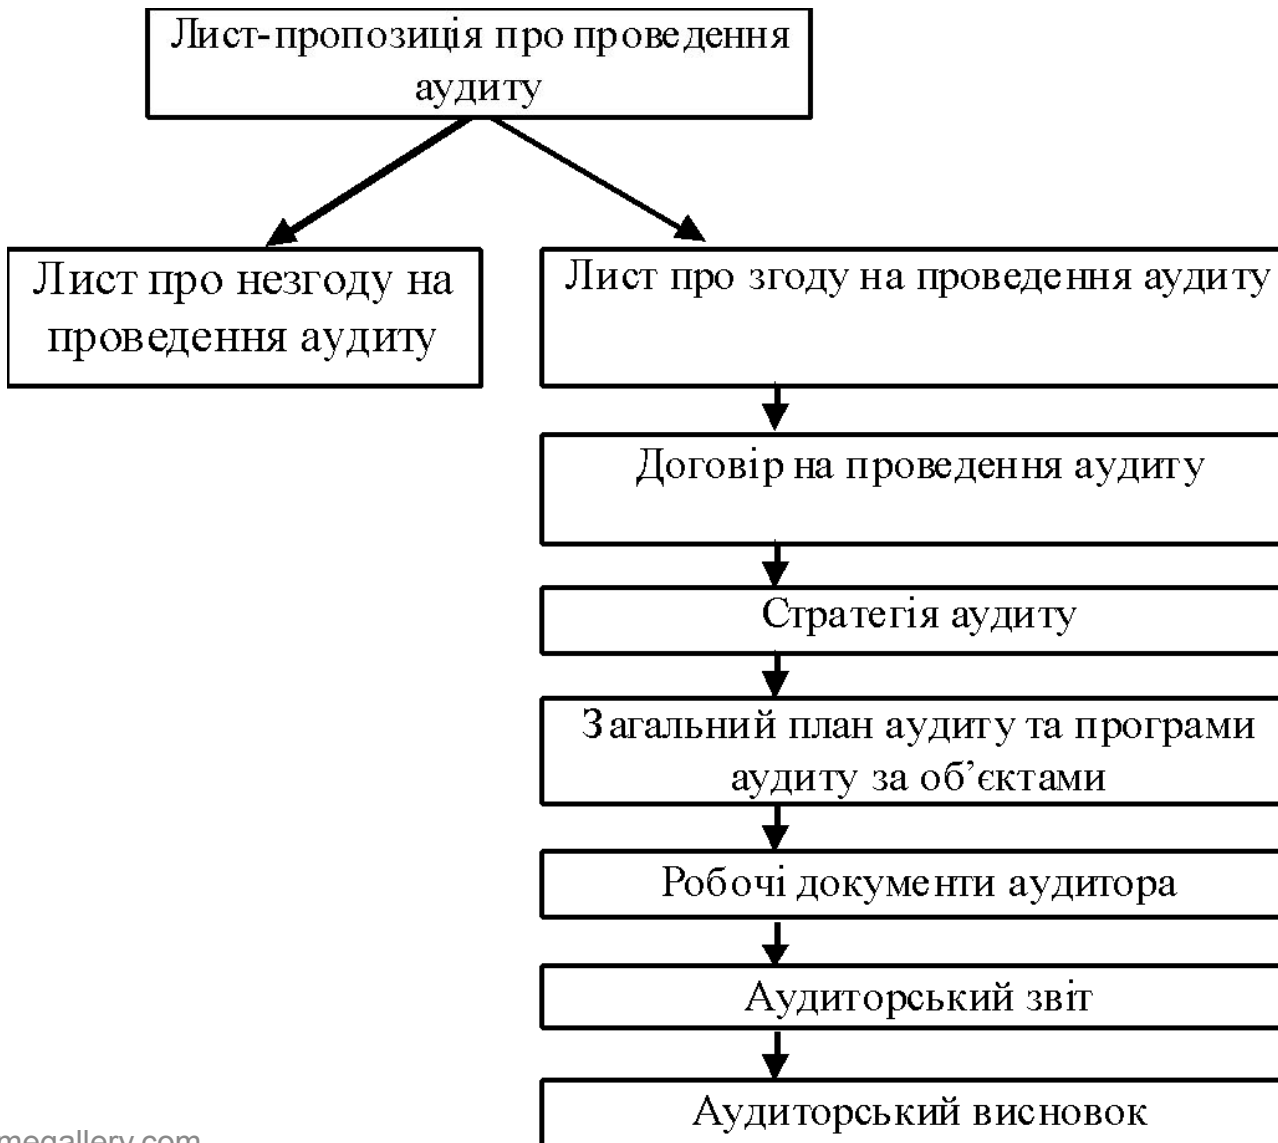 Лист-пропозиція про проведення
аудиту
Лист про незгоду на
проведення аудиту
Лист про згоду на проведення аудиту
Договір на проведення аудиту
Стратегія аудиту
Загальний план аудиту та програми
аудиту за об’єктами
Робочі документи аудитора
Аудиторський звіт
Аудиторський висновок
megallery.com